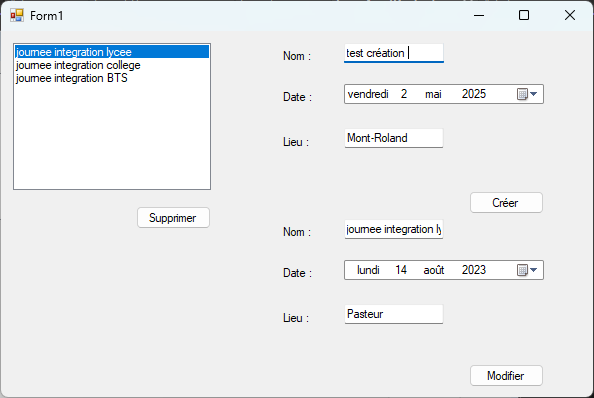 Form1
journee integration lycee
journee integration college
journee integration BTS
Supprimer
Nom : test création
Date : vendredi 2 mai 2025
Lieu : Mont-Roland
Créer
Nom : journee integration ly
Date : lundi 14 août 2023
Lieu : Pasteur
Modifier